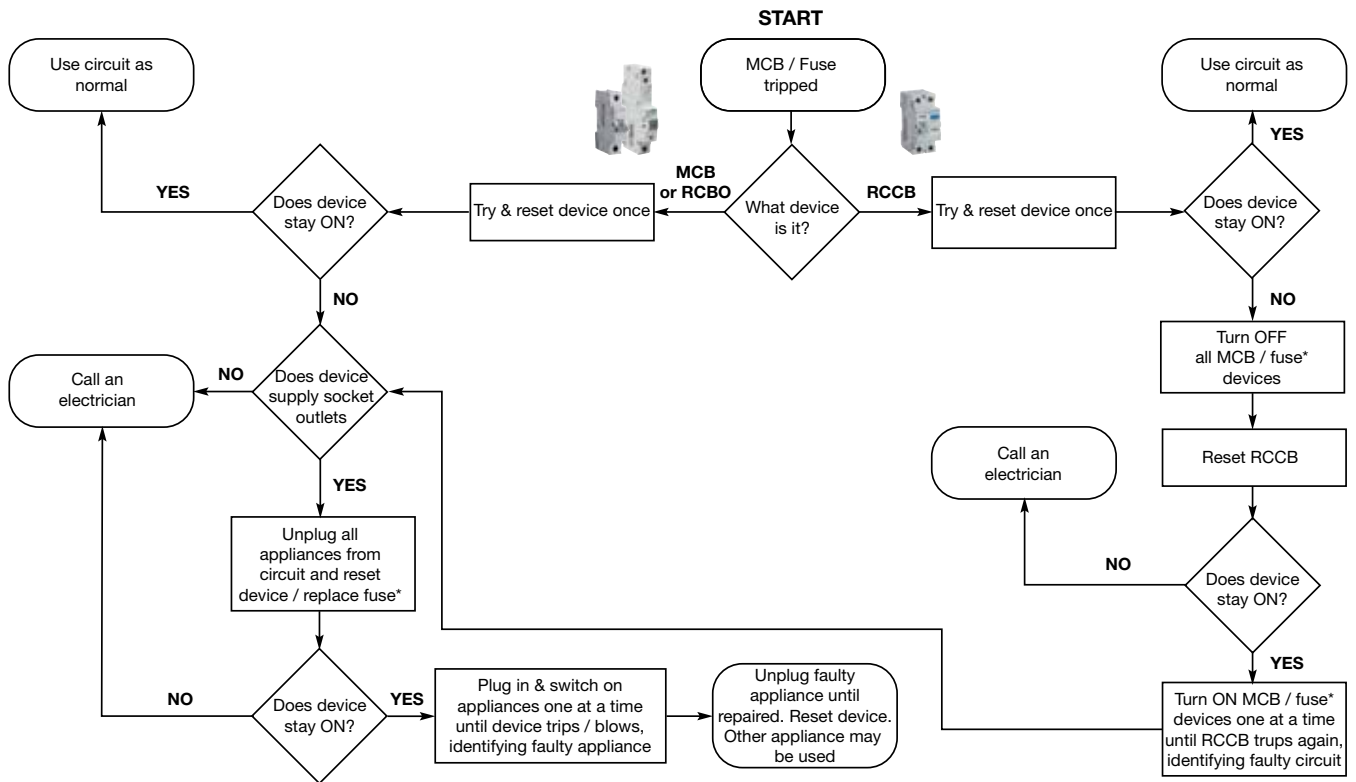 START
MCB / Fuse
tripped
Use circuit as
normal
Use circuit as
normal
YES
Does device
stay ON?
Try & reset device once
MCB
or RCBO
What device
is it?
RCCB
Try & reset device once
Does device
stay ON?
YES
NO
NO
Call an
electrician
NO
Does device
supply socket
outlets
YES
Unplug all
appliances from
circuit and reset
device / replace fuse*
NO
Does device
stay ON?
YES
Plug in & switch on
appliances one at a time
until device trips / blows,
identifying faulty appliance
Unplug faulty
appliance until
repaired. Reset device.
Other appliance may
be used
Turn OFF
all MCB / fuse*
devices
Reset RCCB
Call an
electrician
NO
Does device
stay ON?
YES
Turn ON MCB / fuse*
devices one at a time
until RCCB trups again,
identifying faulty circuit